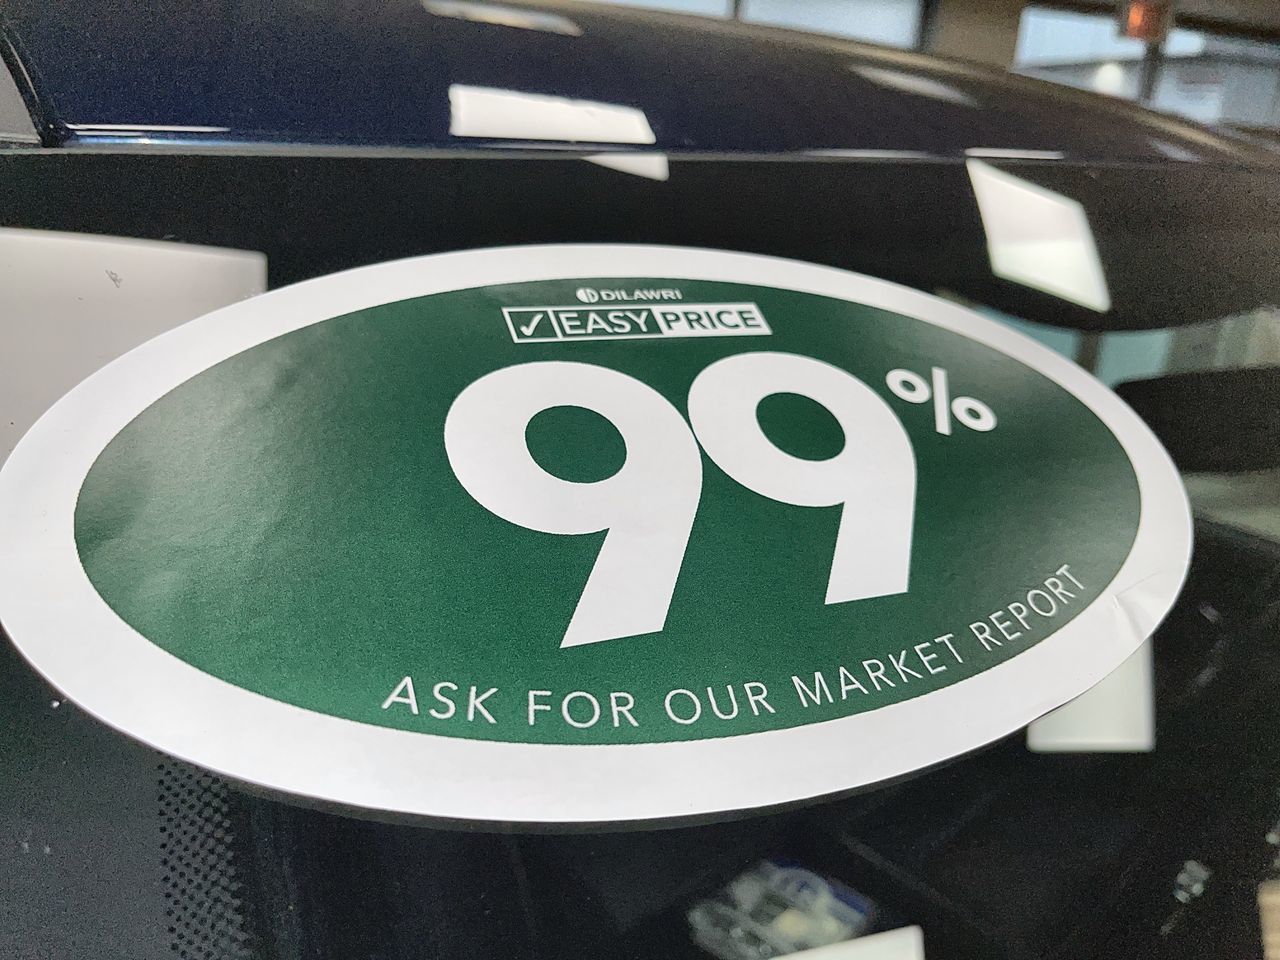 DILAWRI
✓ EASY PRICE
99%
ASK FOR OUR MARKET REPORT